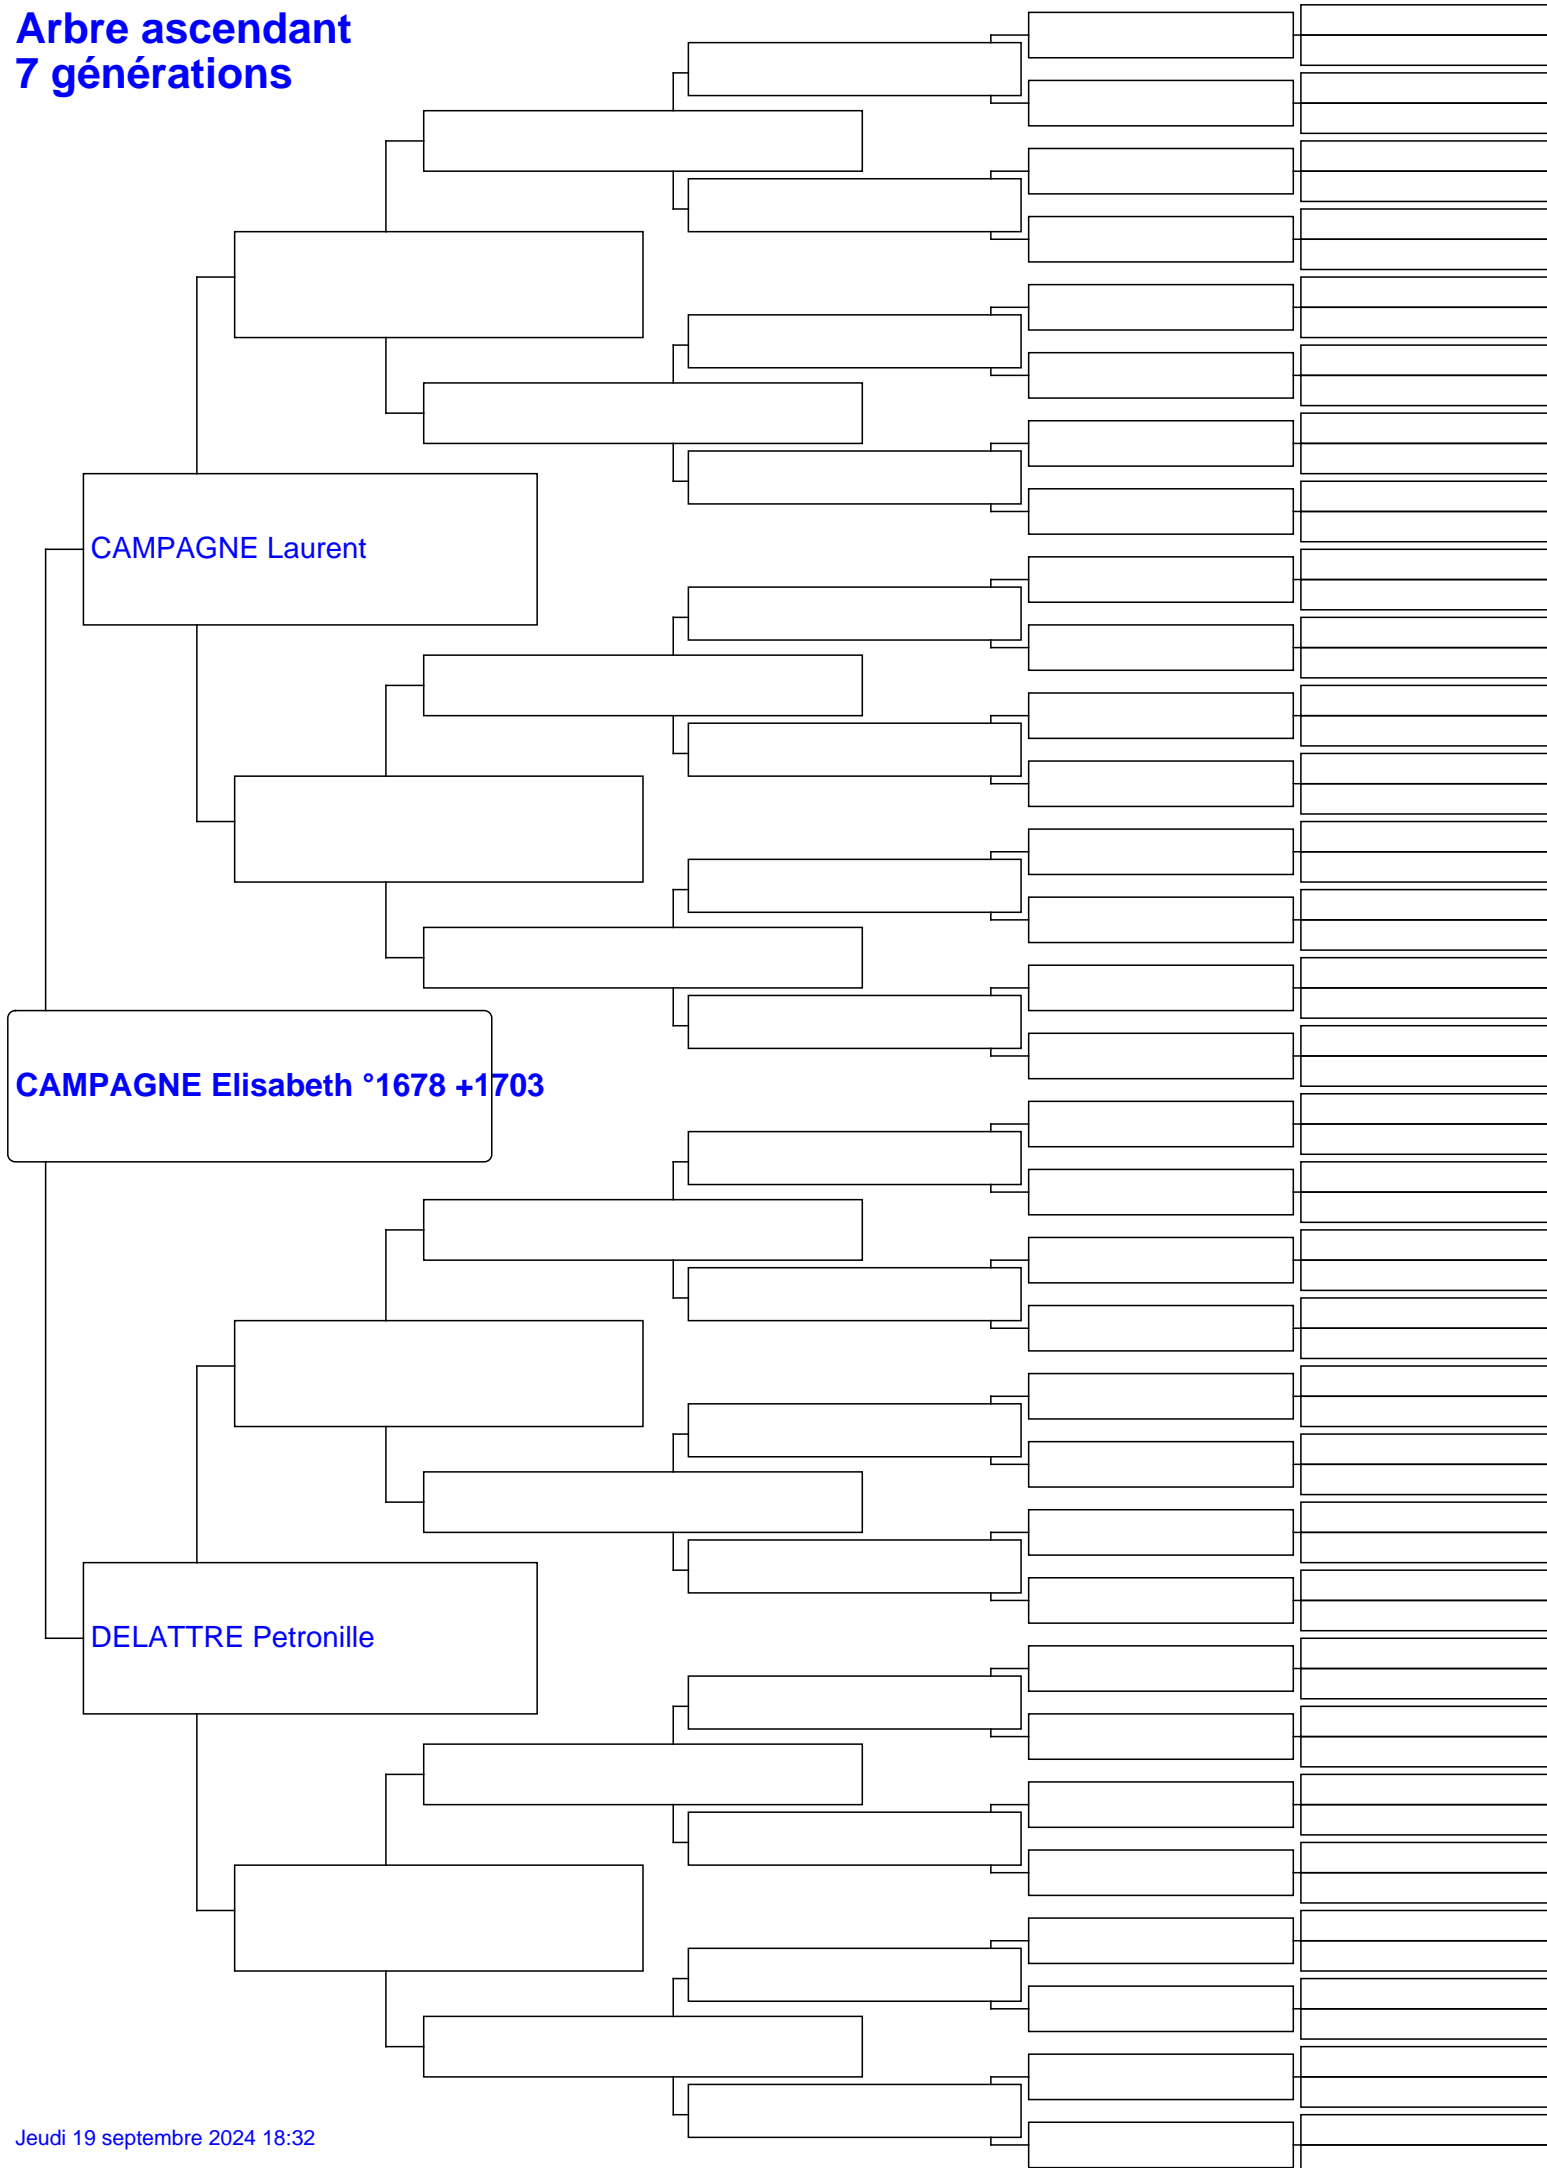 Arbre ascendant
7 générations
CAMPAGNE Laurent
CAMPAGNE Elisabeth °1678 +1703
DELATTRE Petronille
Jeudi 19 septembre 2024 18:32